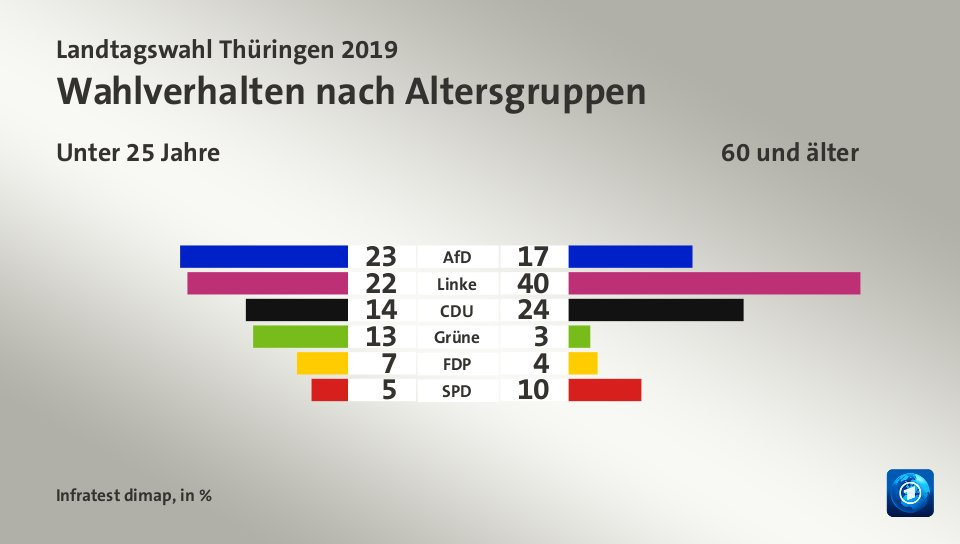 Landtagswahl Thüringen 2019
Wahlverhalten nach Altersgruppen
Unter 25 Jahre 60 und älter
23 AfD 17
22 Linke 40
14 CDU 24
13 Grüne 3
7 FDP 4
5 SPD 10
Infratest dimap, in %
1